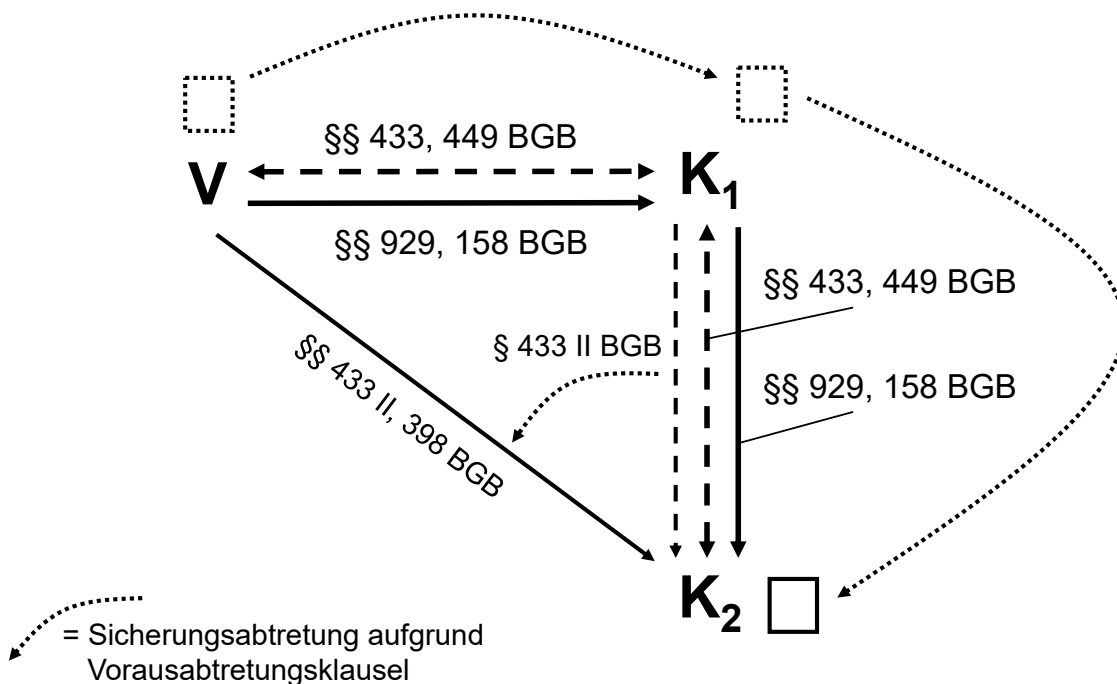 §§ 433, 449 BGB
V
K₁
§§ 929, 158 BGB
§§ 433, 449 BGB
§ 433 II BGB
§§ 433 II, 398 BGB
§§ 929, 158 BGB
K₂
= Sicherungsabtretung aufgrund
Vorausabtretungsklausel